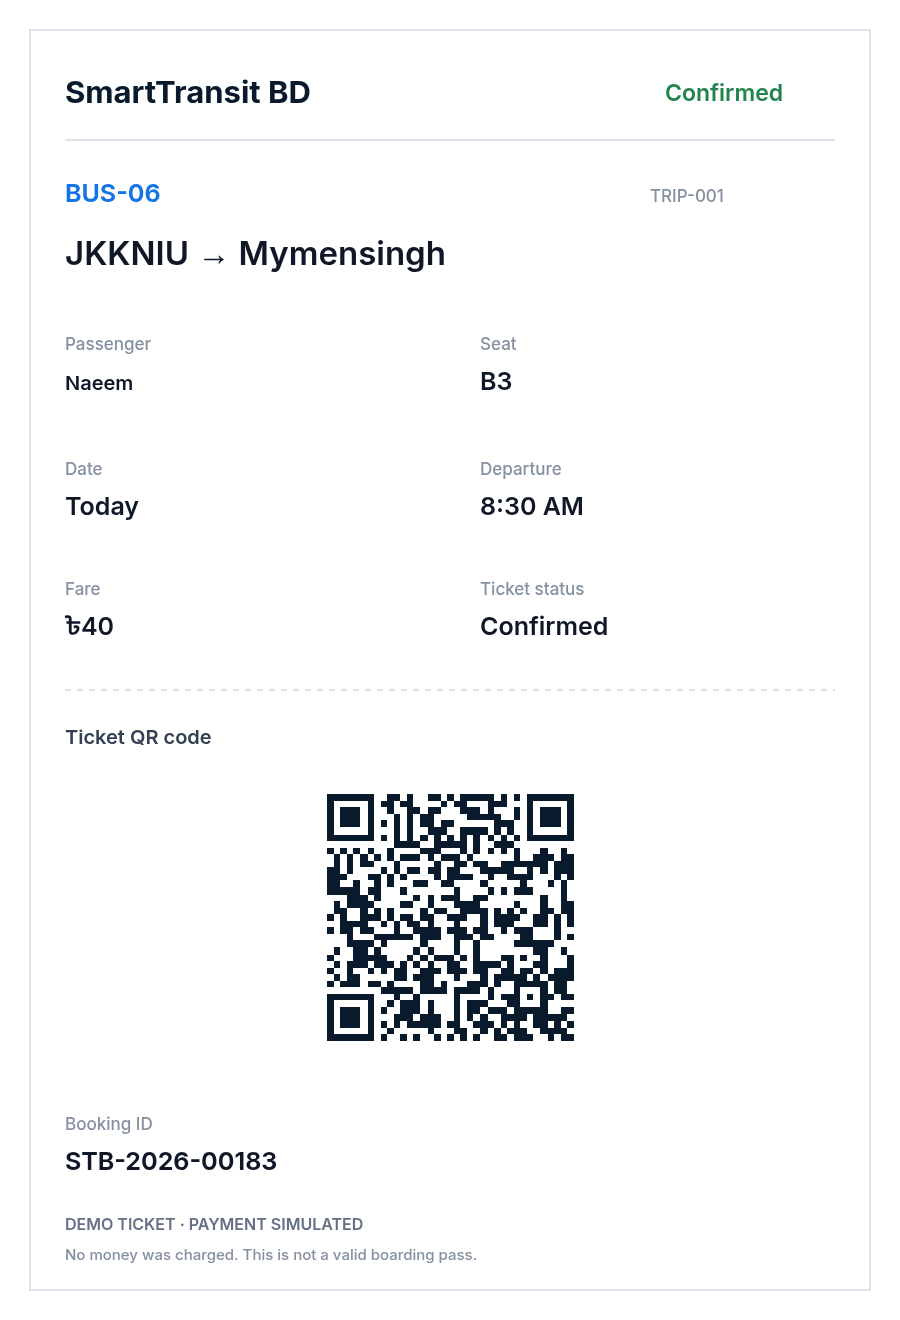 SmartTransit BD
Confirmed
BUS-06
TRIP-001
JKKNIU → Mymensingh
Passenger
Seat
Naeem
B3
Date
Departure
Today
8:30 AM
Fare
Ticket status
৳40
Confirmed
Ticket QR code
Booking ID
STB-2026-00183
DEMO TICKET · PAYMENT SIMULATED
No money was charged. This is not a valid boarding pass.